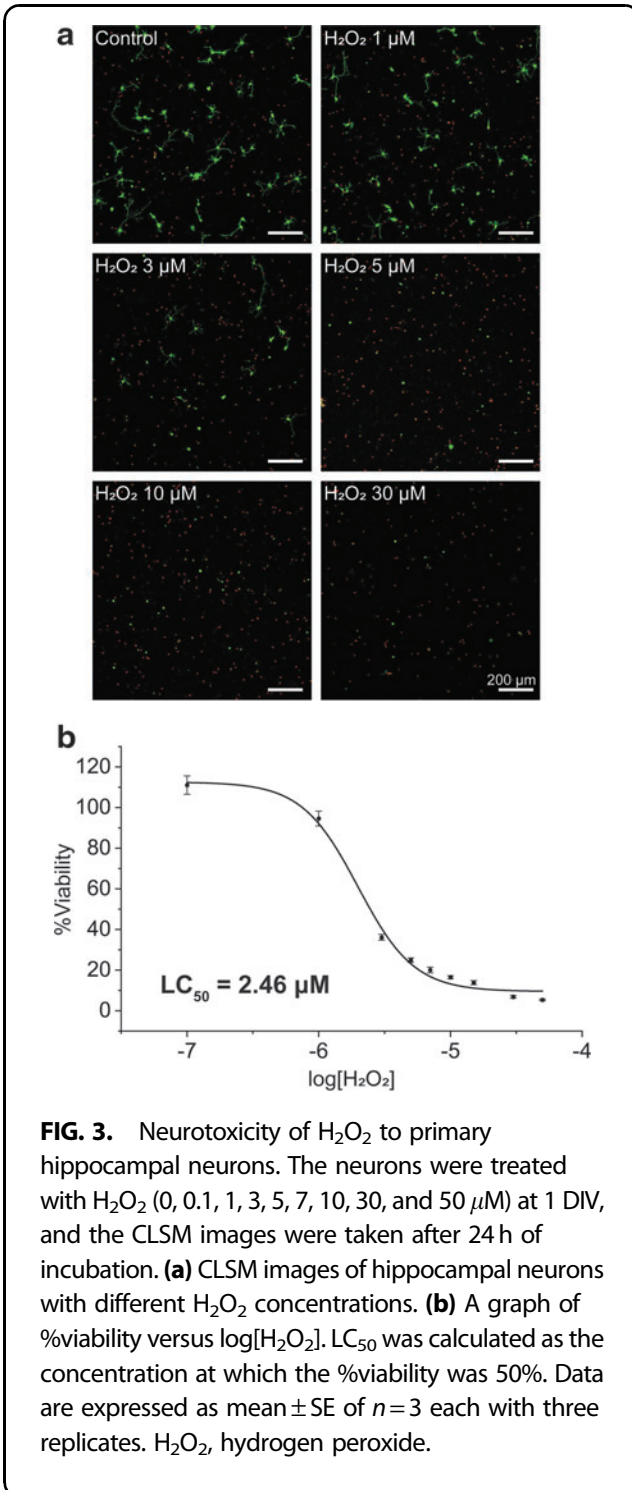 a
Control
H₂O₂ 1 µM
H₂O₂ 3 µM
H₂O₂ 5 µM
H₂O₂ 10 µM
H₂O₂ 30 µM
200 µm
b
120
100
80
60
40
20
0
%Viability
LC₅₀ = 2.46 µM
-7
-6
-5
-4
log[H₂O₂]
FIG. 3. Neurotoxicity of H₂O₂ to primary
hippocampal neurons. The neurons were treated
with H₂O₂ (0, 0.1, 1, 3, 5, 7, 10, 30, and 50 µM) at 1 DIV,
and the CLSM images were taken after 24 h of
incubation. (a) CLSM images of hippocampal neurons
with different H₂O₂ concentrations. (b) A graph of
%viability versus log[H₂O₂]. LC₅₀ was calculated as the
concentration at which the %viability was 50%. Data
are expressed as mean ± SE of n = 3 each with three
replicates. H₂O₂, hydrogen peroxide.